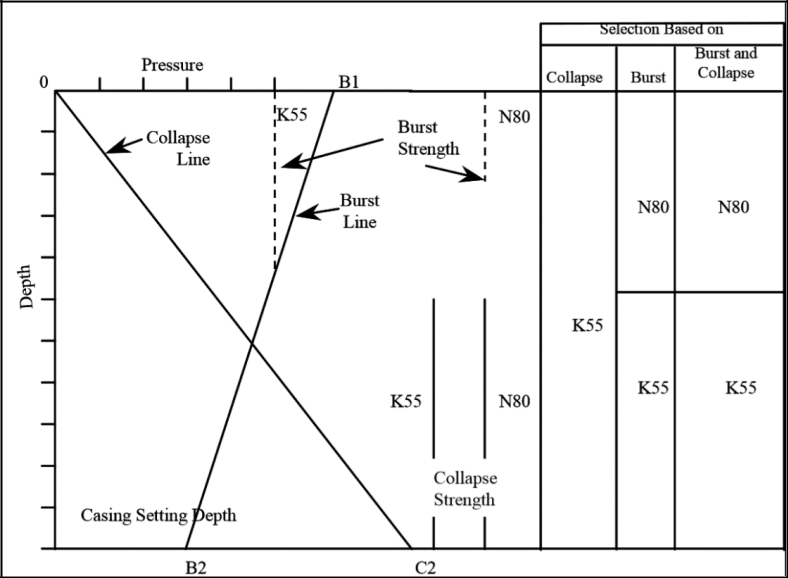 Selection Based on
Pressure
Burst and
Collapse
Collapse
Burst
0
B1
K55
N80
Collapse
Line
Burst
Strength
Burst
Line
N80
N80
Depth
K55
K55
N80
K55
K55
Collapse
Strength
Casing Setting Depth
B2
C2